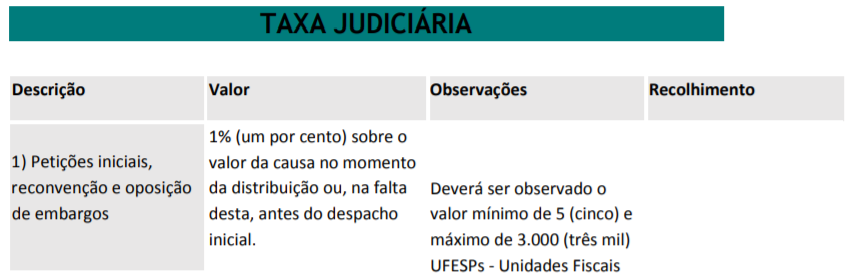 TAXA JUDICIÁRIA
Descrição Valor Observações Recolhimento
1) Petições iniciais,
reconvenção e oposição
de embargos
1% (um por cento) sobre o
valor da causa no momento
da distribuição ou, na falta
desta, antes do despacho
inicial.
Deverá ser observado o
valor mínimo de 5 (cinco) e
máximo de 3.000 (três mil)
UFESPs - Unidades Fiscais